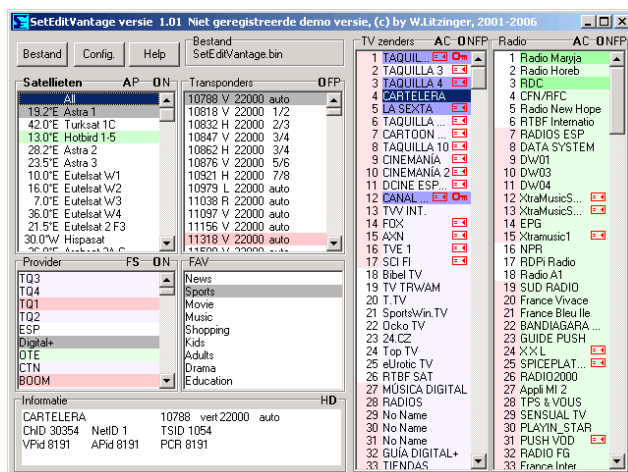 SetEditVantage versie 1.01 Niet geregistreerde demo versie, (c) by W.Litzinger, 2001-2006
Bestand
Config.
Help
Bestand
SetEditVantage.bin
Satellieten AP ON
All
19.2°E Astra 1
42.0°E Turksat 1C
13.0°E Hotbird 1-5
28.2°E Astra 2
23.5°E Astra 3
10.0°E Eutelsat W1
16.0°E Eutelsat W2
7.0°E Eutelsat W3
36.0°E Eutelsat W4
21.5°E Eutelsat 2 F3
30.0°W Hispasat
Transponders OFP
10788 V 22000 auto
10818 V 22000 1/2
10832 H 22000 2/3
10847 V 22000 3/4
10862 H 22000 3/4
10876 V 22000 5/6
10921 H 22000 7/8
10979 L 22000 auto
11038 R 22000 auto
11097 V 22000 auto
11156 V 22000 auto
11318 V 22000 auto
Provider FS ON
TQ3
TQ4
TQ1
TQ2
ESP
Digital+
OTE
CTN
BOOM
FAV
News
Sports
Movie
Music
Shopping
Kids
Adults
Drama
Education
Informatie HD
CARTELERA 10788 vert 22000 auto
ChID 30354 NetID 1 TSID 1054
VPid 8191 APid 8191 PCR 8191
TV zenders AC ONFP
1 TAQUIL...
2 TAQUILLA 3
3 TAQUILLA 4
4 CARTELERA
5 LA SEXTA
6 TAQUILLA ...
7 CARTOON ...
8 TAQUILLA 10
9 CINEMANÍA
10 CINEMANÍA 2
11 DCINE ESP...
12 CANAL ...
13 TVV INT.
14 FOX
15 AXN
16 TVE 1
17 SCI FI
18 Bibel TV
19 TV TRWAM
20 T.TV
21 SportsWin.TV
22 Ocko TV
23 24.CZ
24 Top TV
25 eUrotic TV
26 RTBF SAT
27 MÚSICA DIGITAL
28 RADIOS
29 No Name
30 No Name
31 No Name
32 GUÍA DIGITAL+
33 TIENDAS
Radio AC ONFP
1 Radio Maryja
2 Radio Horeb
3 RDC
4 CFN/RFC
5 Radio New Hope
6 RTBF Internatio
7 RADIOS ESP
8 DATA SYSTEM
9 DW01
10 DW03
11 DW04
12 XtraMusicS...
13 XtraMusicS...
14 EPG
15 Xtramusic1
16 NPR
17 RDPi Radio
18 Radio A1
19 SUD RADIO
20 France Vivace
21 France Bleu Ile
22 BANDIAGARA ...
23 GUIDE PUSH
24 X X L
25 SPICEPLAT...
26 RADIO2000
27 Appli MI 2
28 TPS & VOUS
29 SENSUAL TV
30 PLAYIN_STAR
31 PUSH VOD
32 RADIO FG
33 France Inter